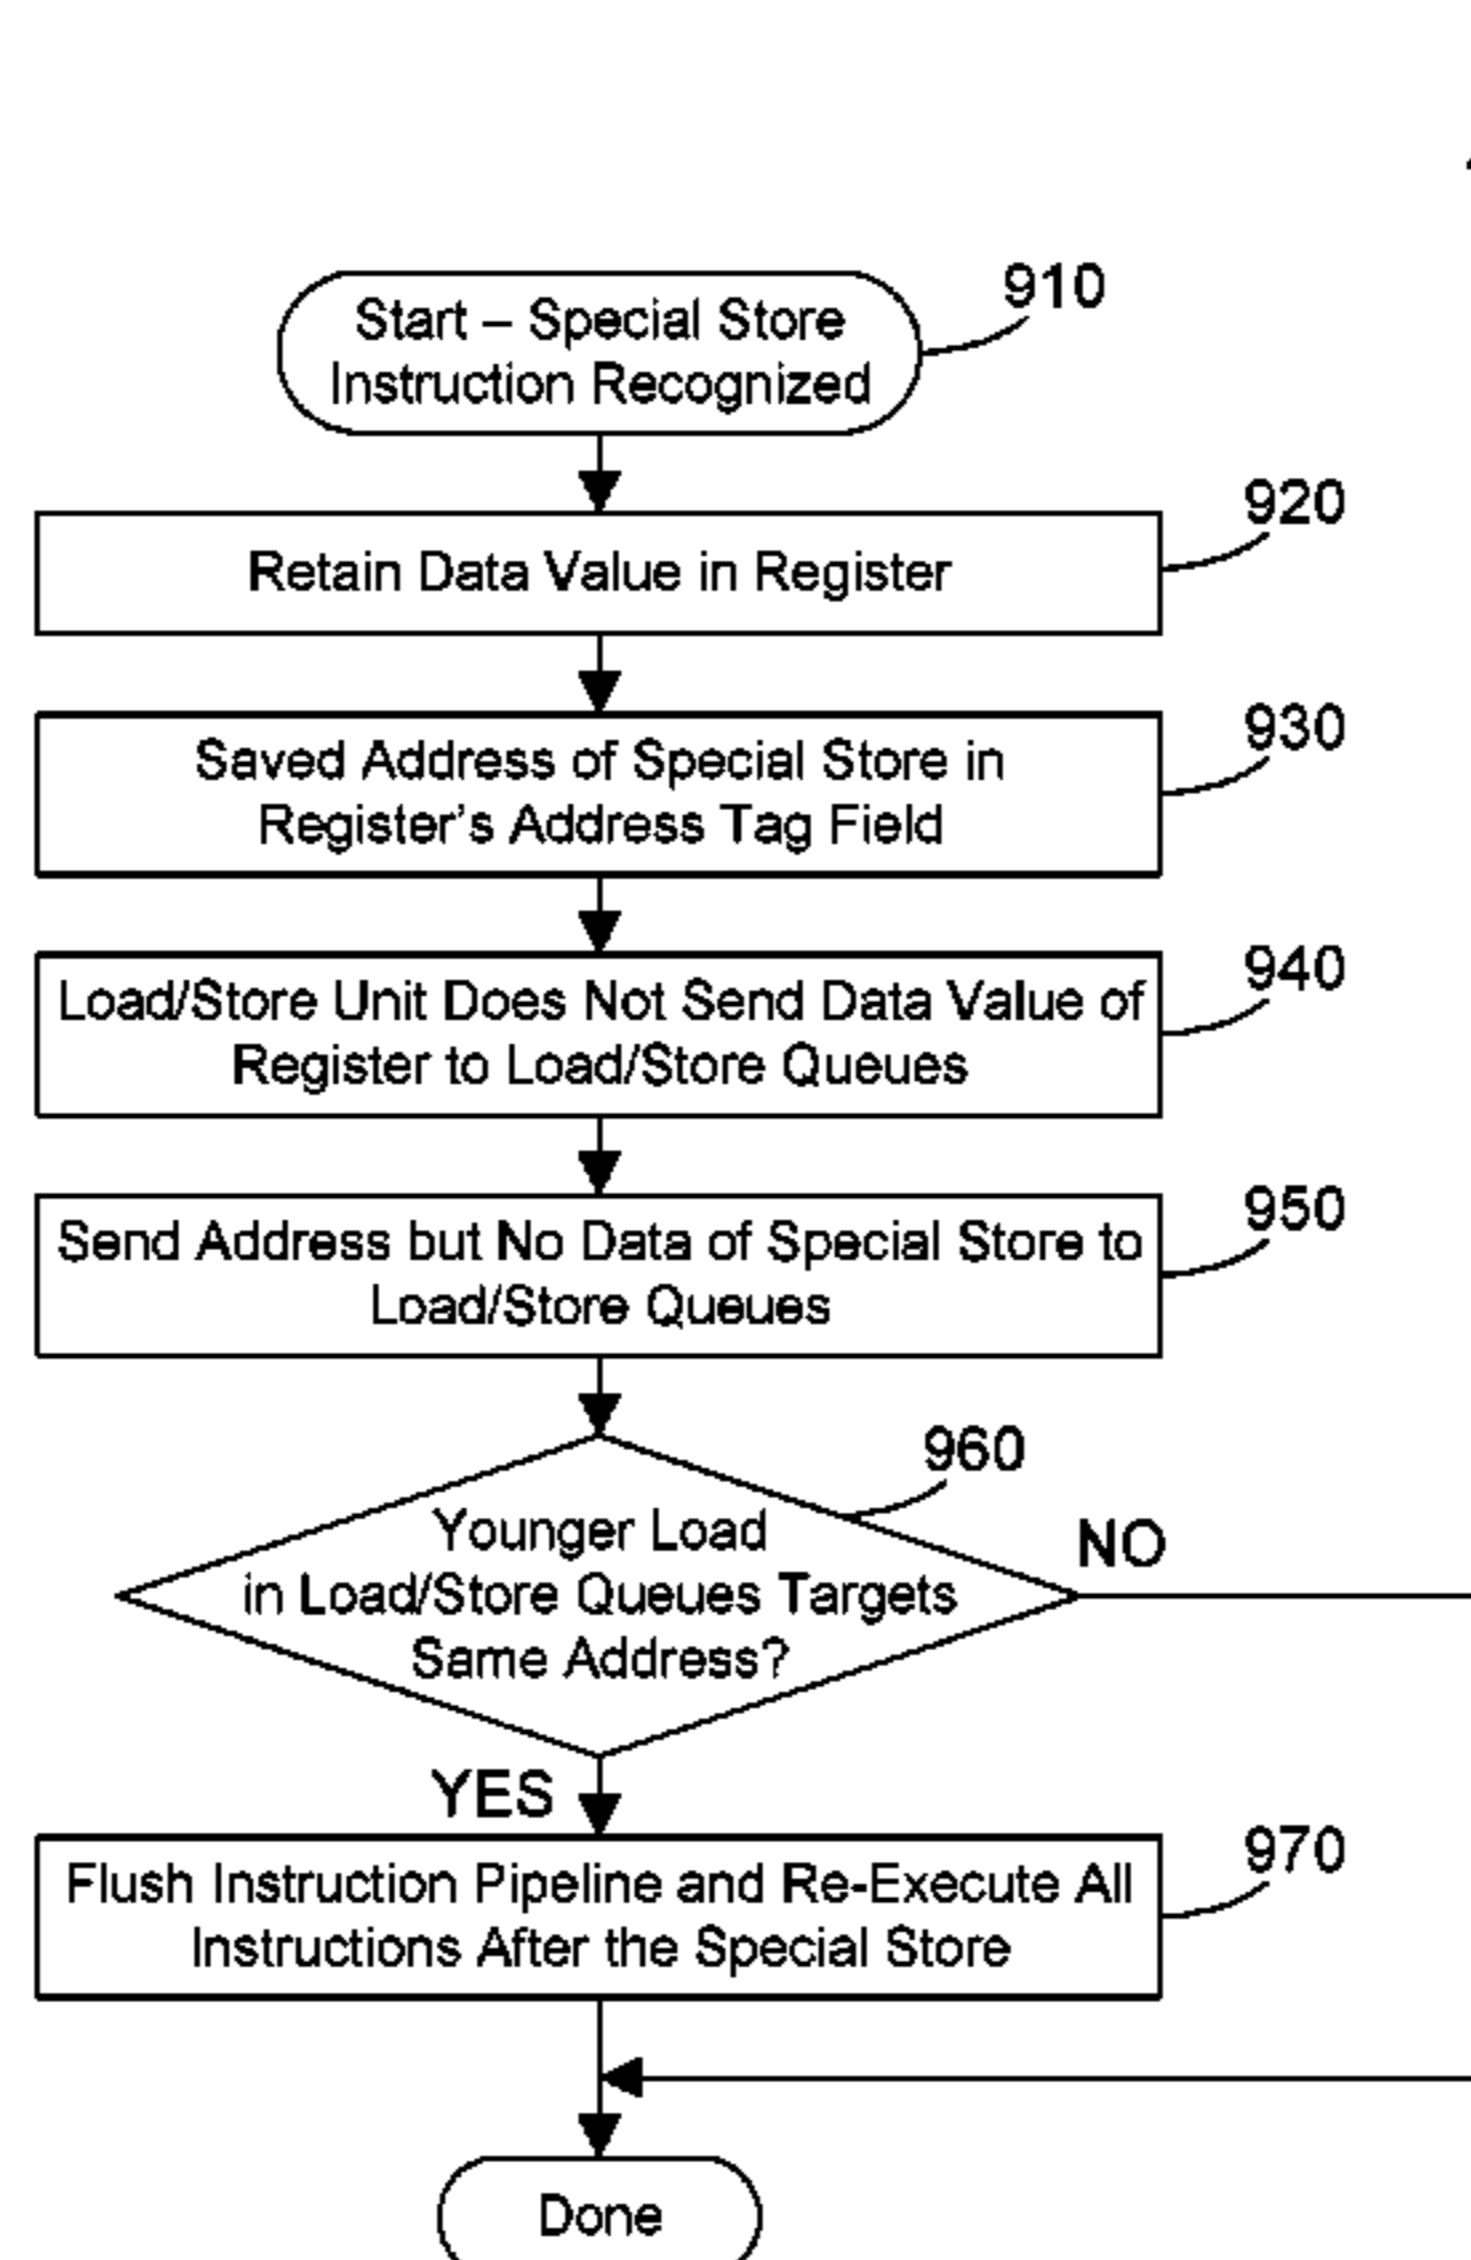 910
Start – Special Store
Instruction Recognized
920
Retain Data Value in Register
930
Saved Address of Special Store in
Register's Address Tag Field
940
Load/Store Unit Does Not Send Data Value of
Register to Load/Store Queues
950
Send Address but No Data of Special Store to
Load/Store Queues
960
Younger Load
in Load/Store Queues Targets
Same Address?
NO
YES
970
Flush Instruction Pipeline and Re-Execute All
Instructions After the Special Store
Done